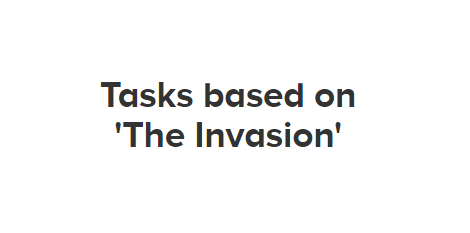 Tasks based on
'The Invasion'